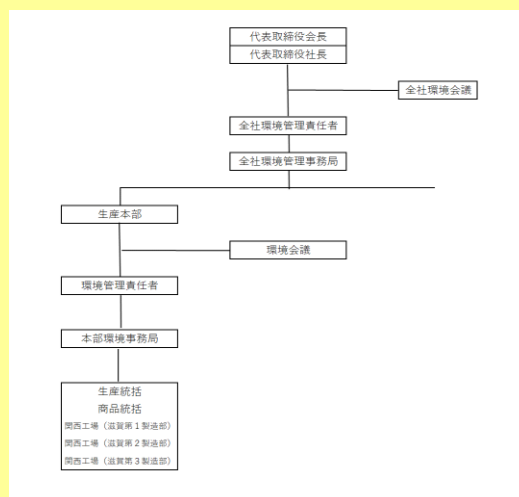 代表取締役会長
代表取締役社長
全社環境会議
全社環境管理責任者
全社環境管理事務局
生産本部
環境会議
環境管理責任者
本部環境事務局
生産統括
商品統括
関西工場（滋賀第1製造部）
関西工場（滋賀第2製造部）
関西工場（滋賀第3製造部）